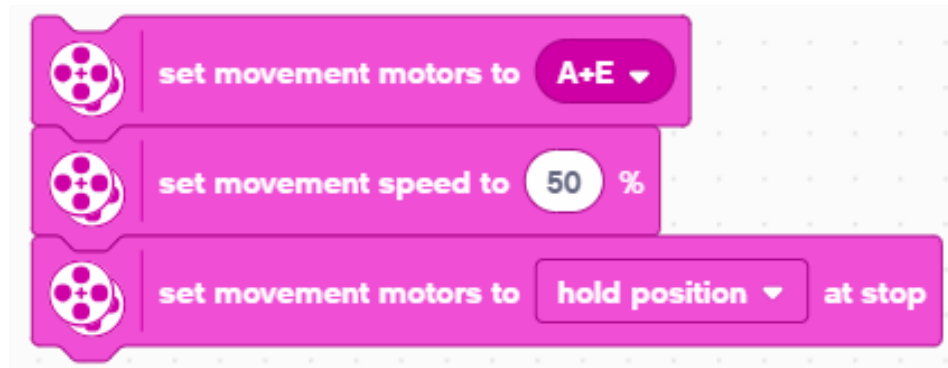 set movement motors to A+E
set movement speed to 50 %
set movement motors to hold position at stop